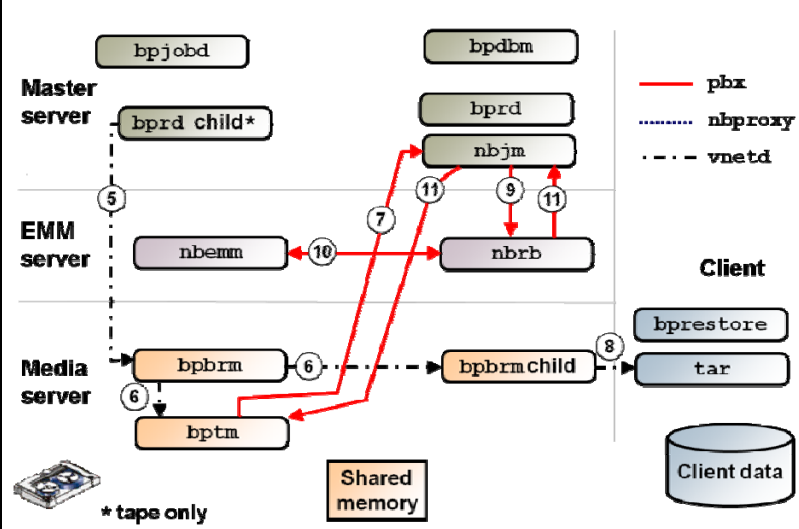 bpjobd
bpdbm
Master
server
pbx
bprd
nbproxy
bprd child*
nbjm
vnetd
5
7
11
9
11
EMM
server
nbemm
10
nbrb
Client
bprestore
Media
server
bpbrm
6
bpbrm child
8
tar
6
bptm
Shared
memory
Client data
* tape only